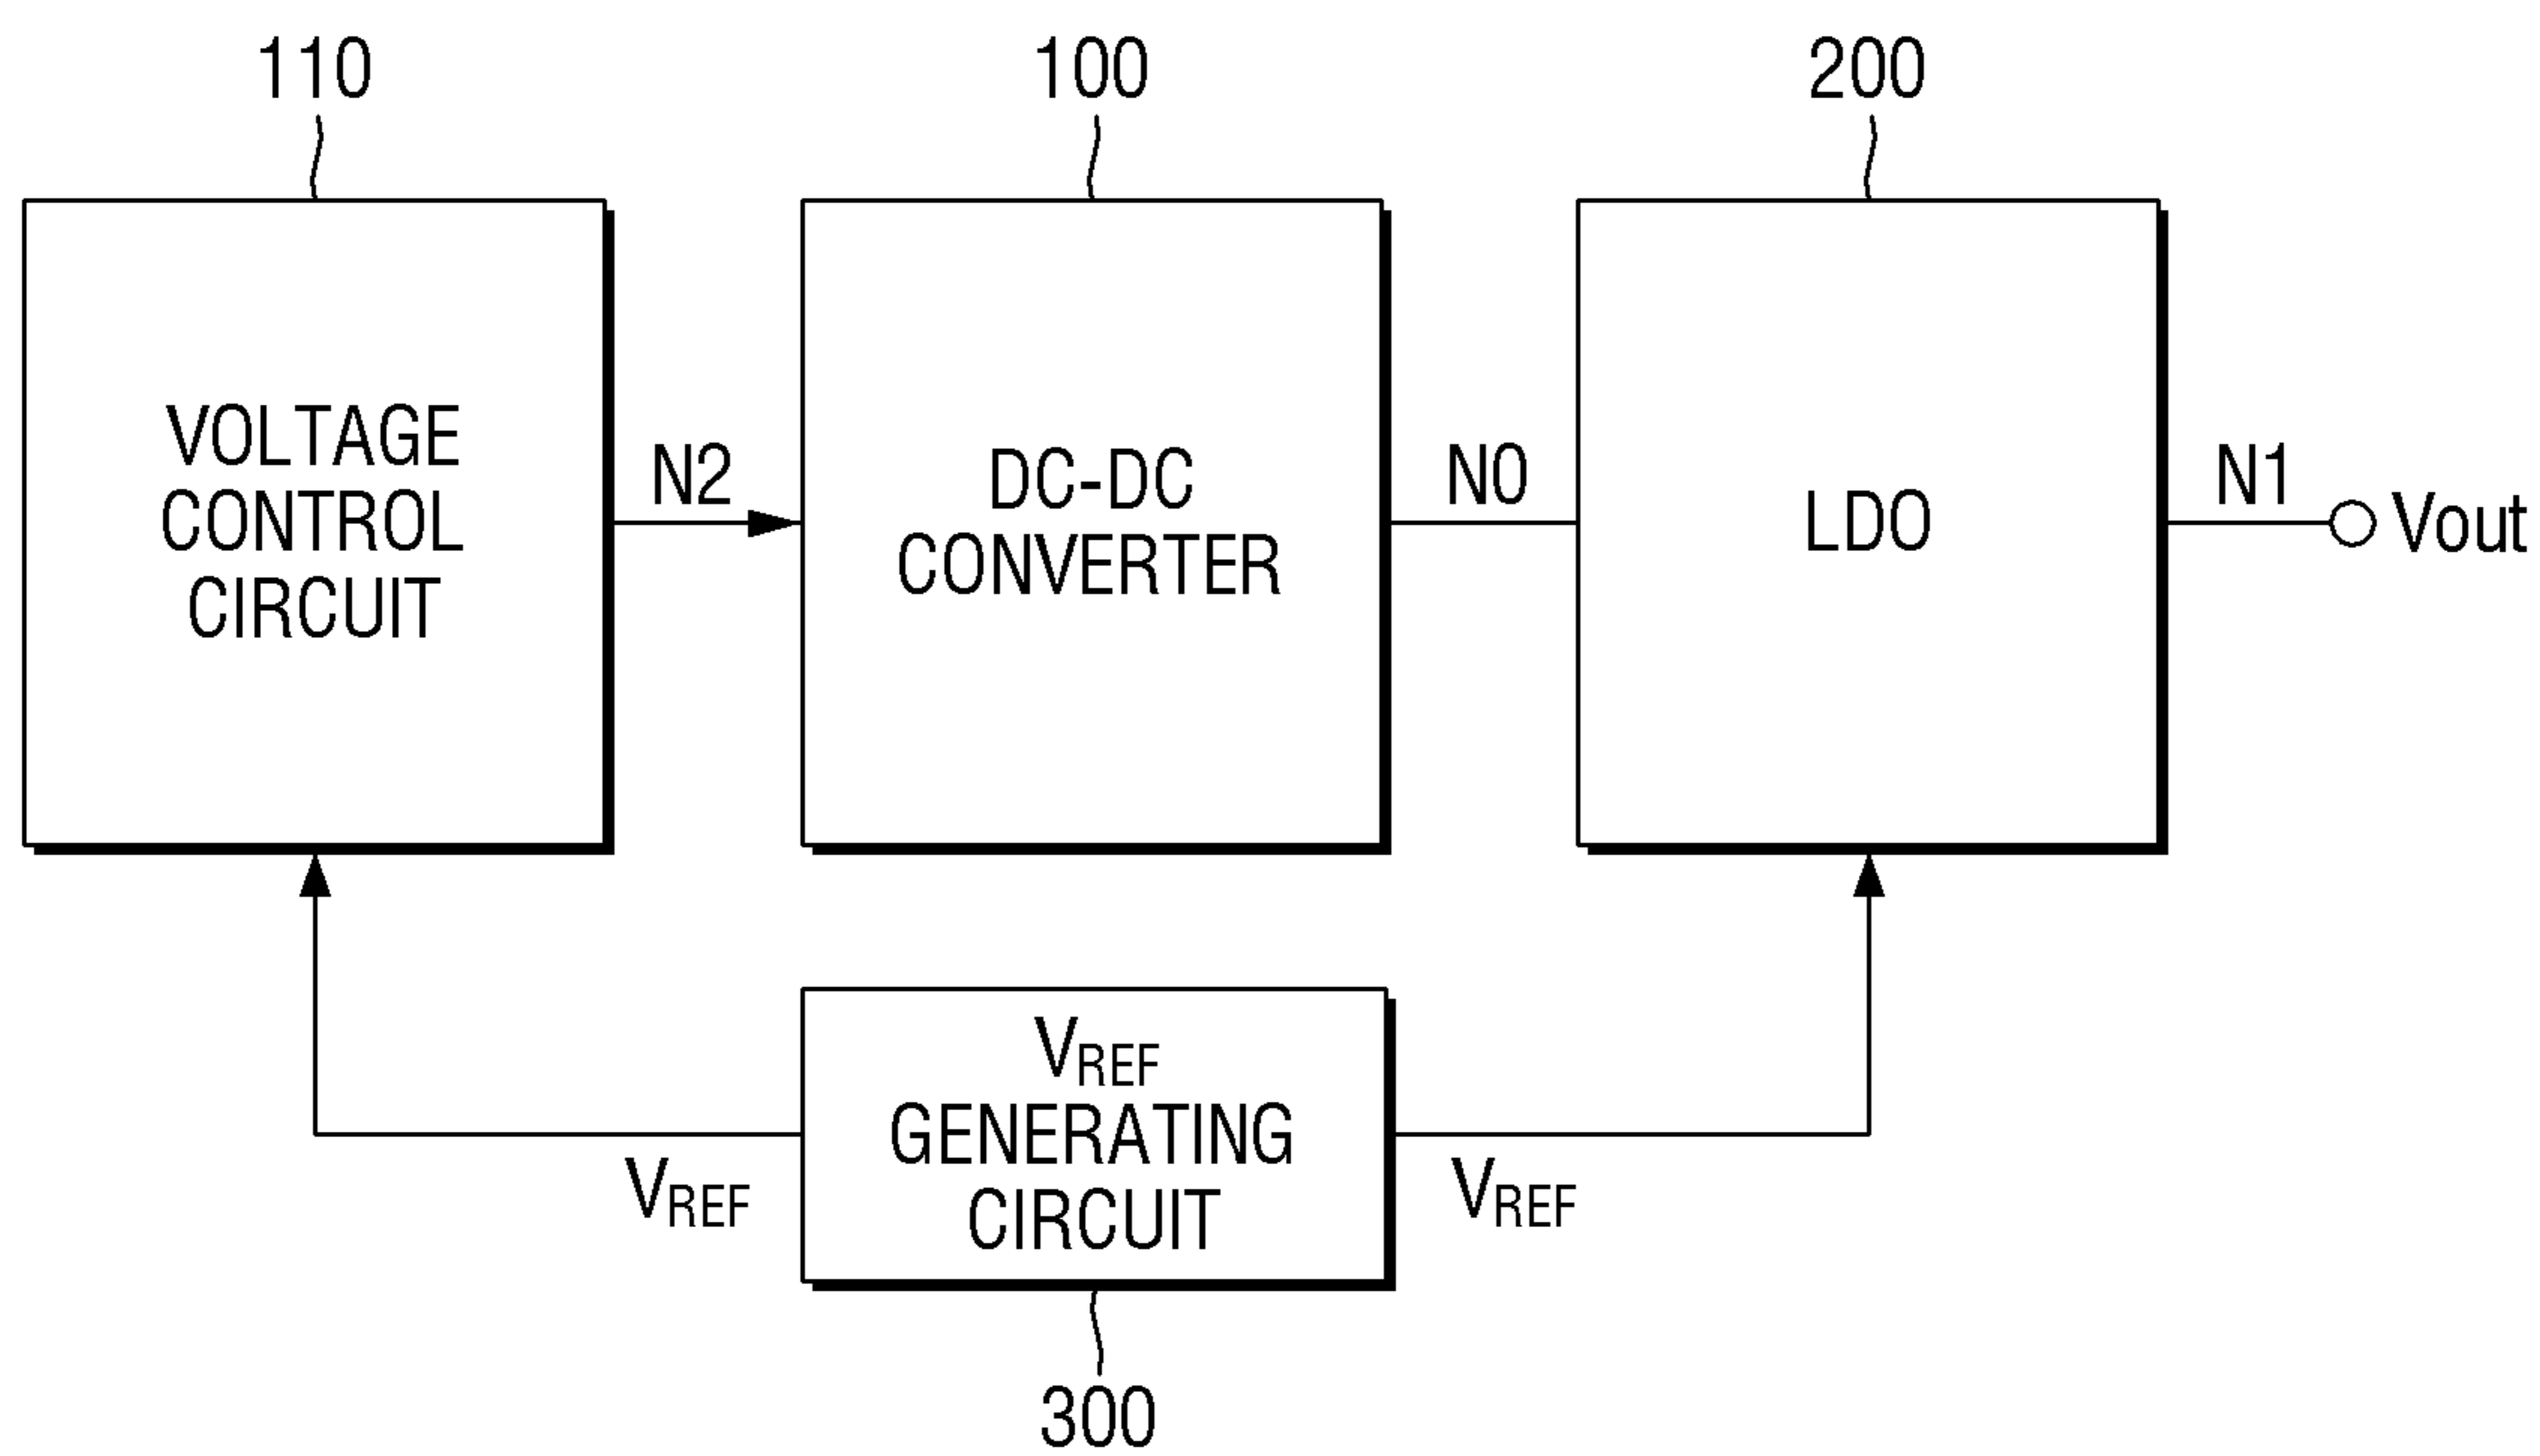 110
100
200
VOLTAGE
CONTROL
CIRCUIT
N2
DC-DC
CONVERTER
N0
LDO
N1
Vout
VREF
GENERATING
CIRCUIT
VREF
VREF
300